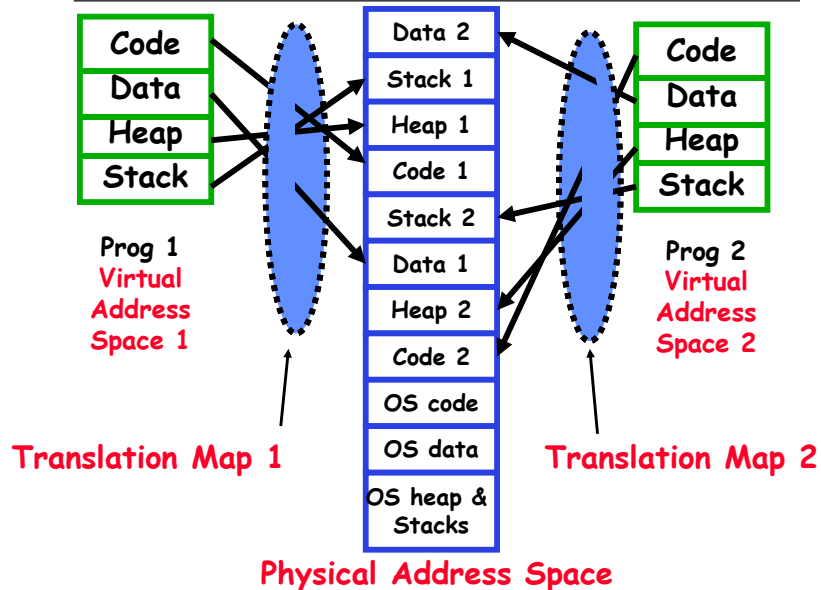 Code
Data
Heap
Stack
Prog 1
Virtual
Address
Space 1
Translation Map 1
Data 2
Stack 1
Heap 1
Code 1
Stack 2
Data 1
Heap 2
Code 2
OS code
OS data
OS heap &
Stacks
Physical Address Space
Code
Data
Heap
Stack
Prog 2
Virtual
Address
Space 2
Translation Map 2